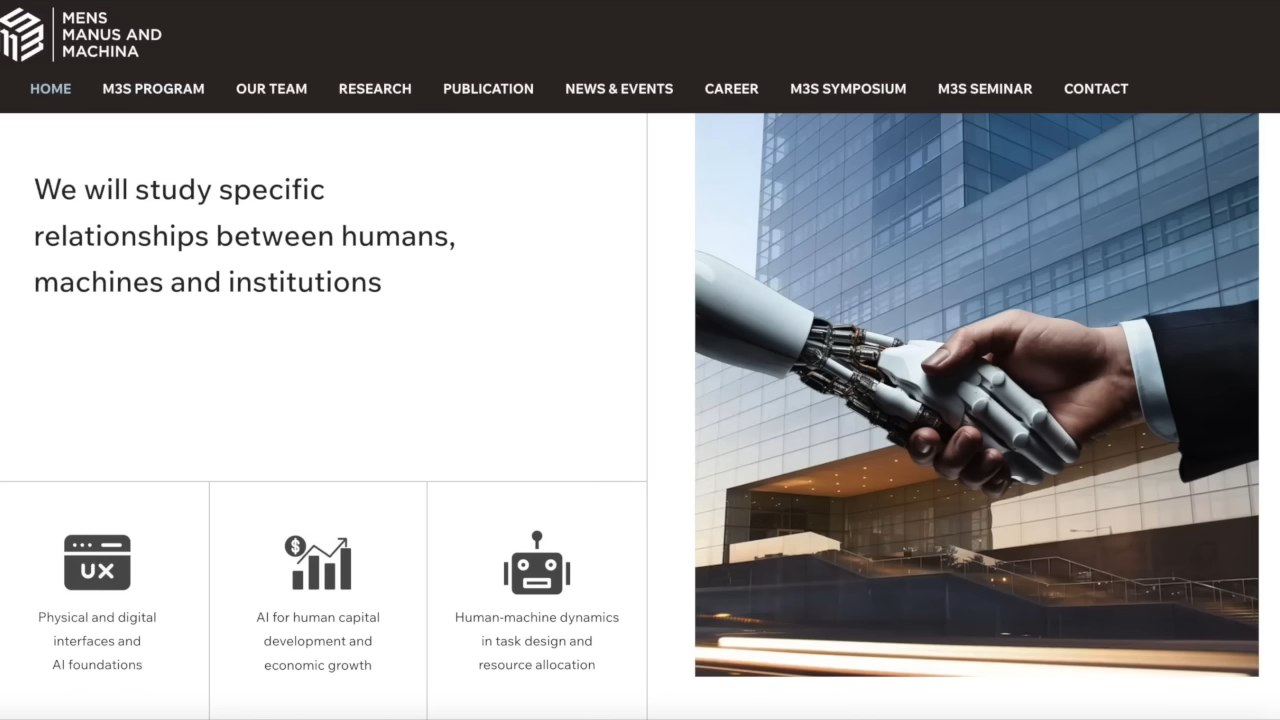 MENS
MANUS AND
MACHINA
HOME M3S PROGRAM OUR TEAM RESEARCH PUBLICATION NEWS & EVENTS CAREER M3S SYMPOSIUM M3S SEMINAR CONTACT
We will study specific
relationships between humans,
machines and institutions
UX
Physical and digital
interfaces and
AI foundations
$
AI for human capital
development and
economic growth
Human-machine dynamics
in task design and
resource allocation